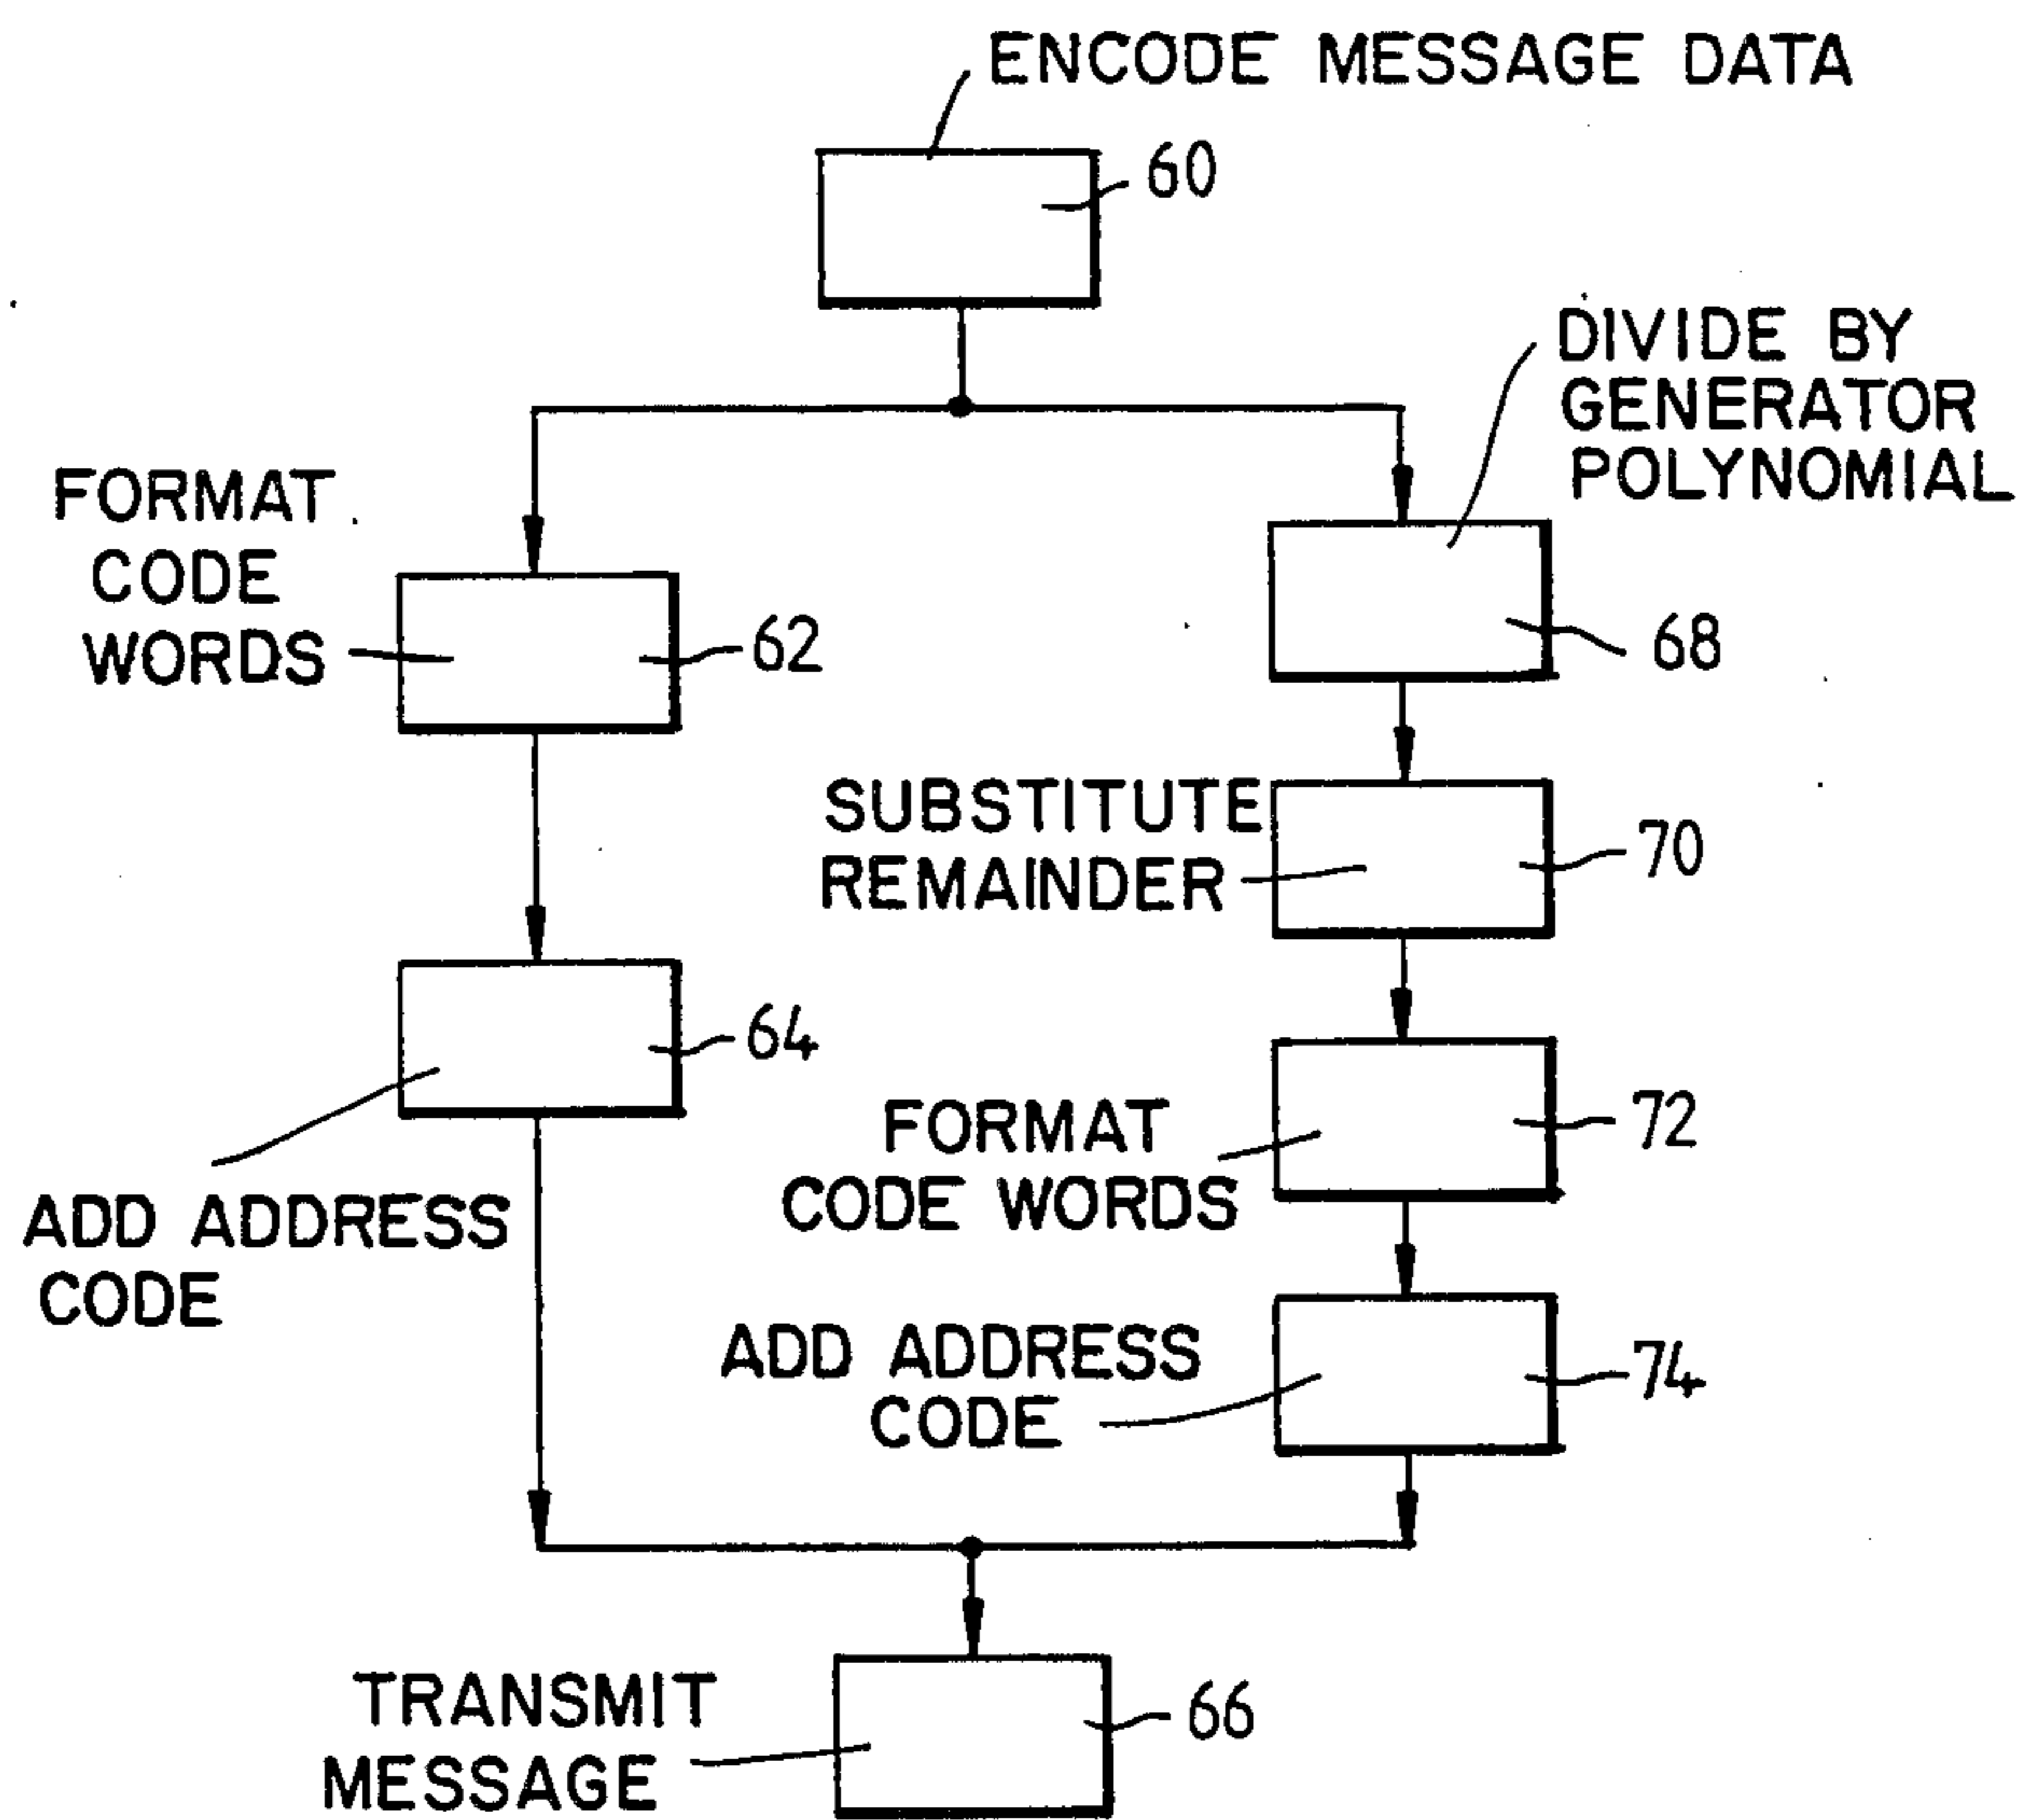 ENCODE MESSAGE DATA
60
DIVIDE BY
GENERATOR
POLYNOMIAL
FORMAT
CODE
WORDS
62
68
SUBSTITUTE
REMAINDER
70
64
FORMAT
CODE WORDS
72
ADD ADDRESS
CODE
ADD ADDRESS
CODE
74
TRANSMIT
MESSAGE
66